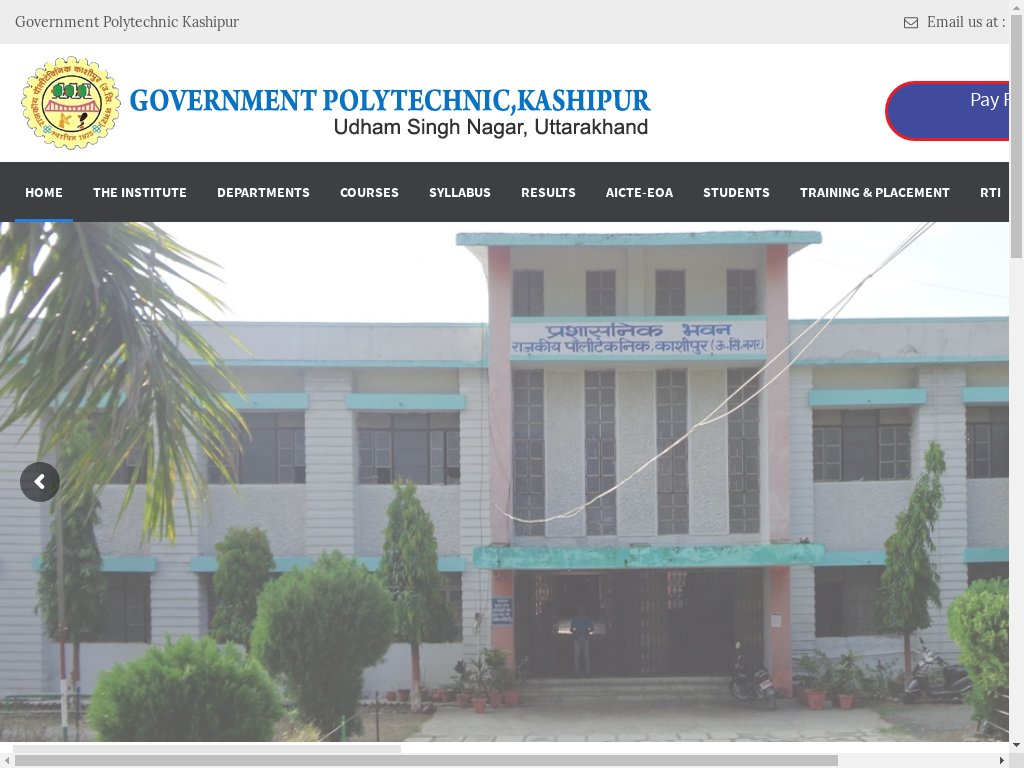 Government Polytechnic Kashipur
Email us at :
GOVERNMENT POLYTECHNIC,KASHIPUR
Udham Singh Nagar, Uttarakhand
Pay
HOME THE INSTITUTE DEPARTMENTS COURSES SYLLABUS RESULTS AICTE-EOA STUDENTS TRAINING & PLACEMENT RTI
प्रशासनिक भवन
राजकीय पौलीटेकनिक,काशीपुर (ऊ.सिं.नगर)